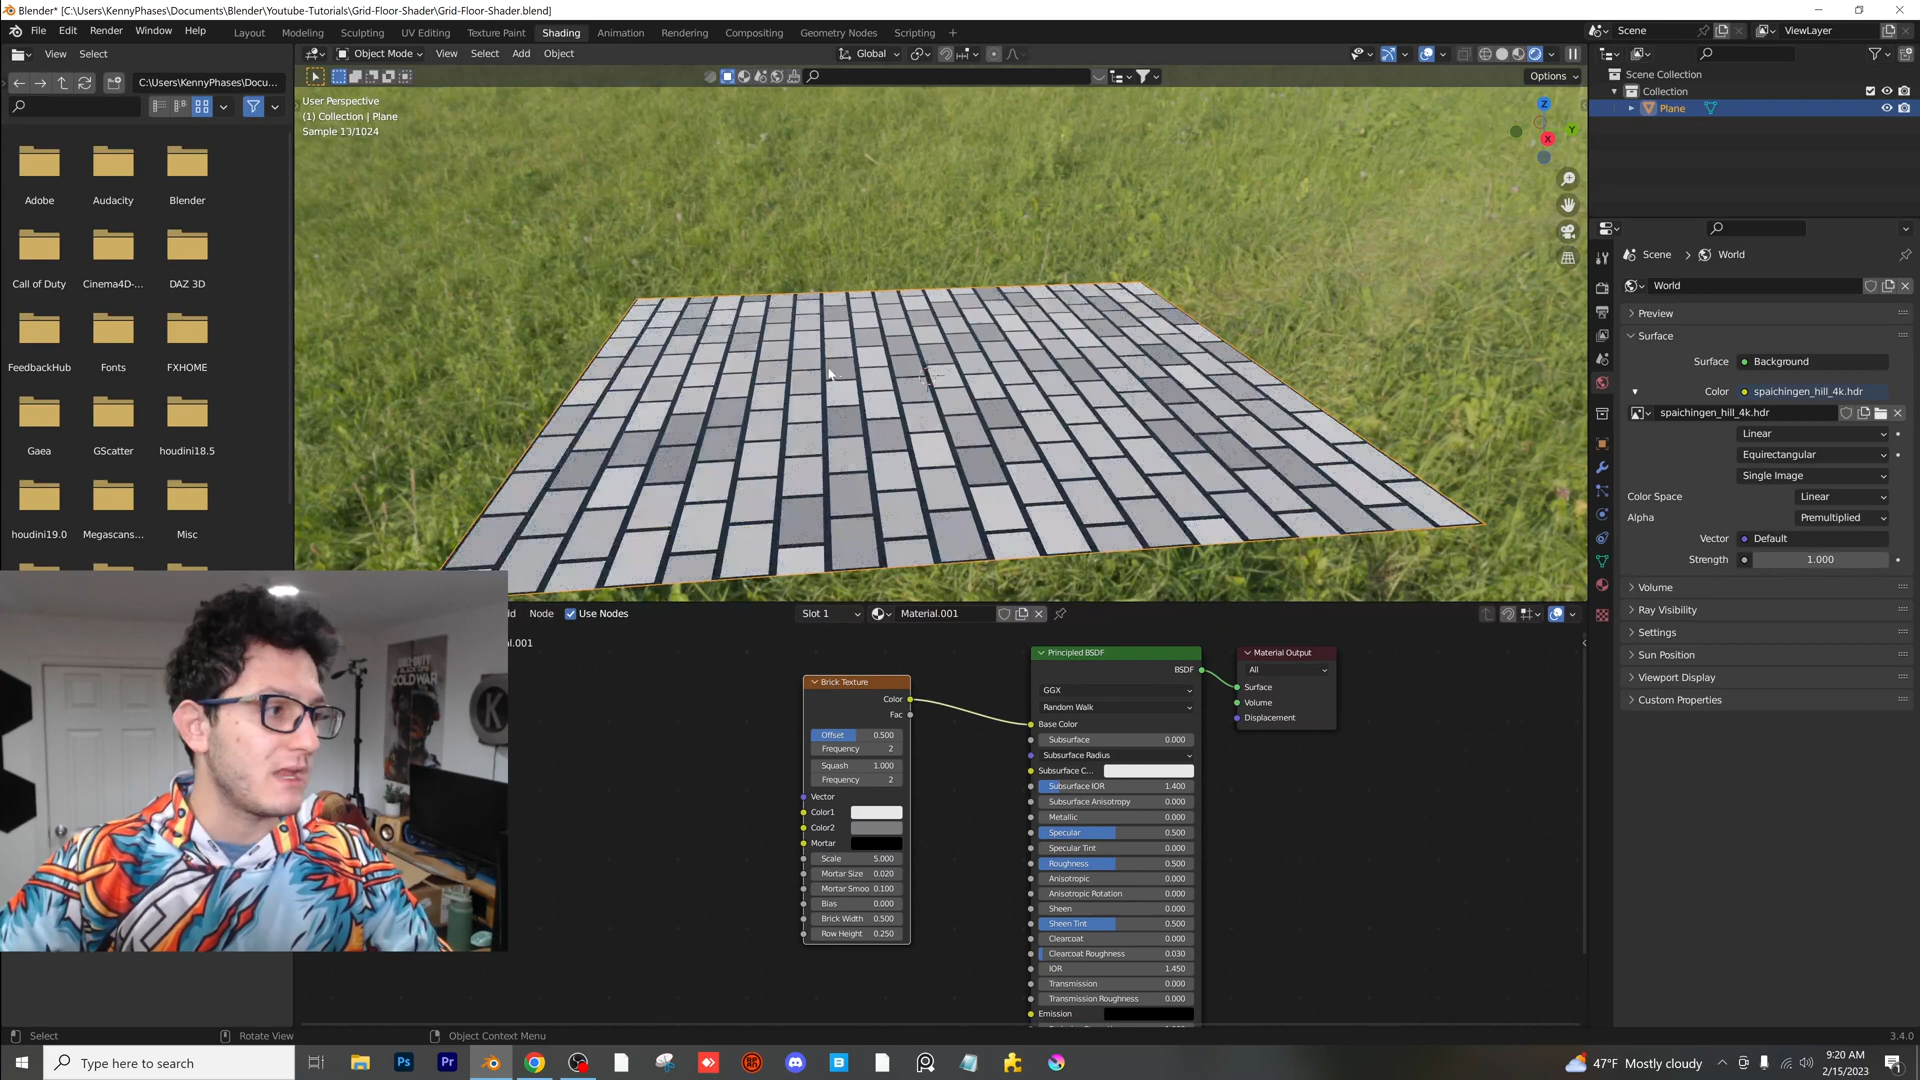 Blender* [C:\Users\KennyPhases\Documents\Blender\Youtube-Tutorials\Grid-Floor-Shader\Grid-Floor-Shader.blend]
File Edit Render Window Help Layout Modeling Sculpting UV Editing Texture Paint Shading Animation Rendering Compositing Geometry Nodes Scripting Scene ViewLayer
View Select Object Mode View Select Add Object Global
Options
C:\Users\KennyPhases\Docu...
User Perspective
(1) Collection | Plane
Sample 13/1024
Z
Y
X
Adobe Audacity Blender
Call of Duty Cinema4D-... DAZ 3D
FeedbackHub Fonts FXHOME
Gaea GScatter houdini18.5
houdini19.0 Megascans... Misc
Scene Collection
Collection
Plane
Scene World
World
Preview
Surface
Surface Background
Color spaichingen_hill_4k.hdr
spaichingen_hill_4k.hdr
Linear
Equirectangular
Single Image
Color Space Linear
Alpha Premultiplied
Vector Default
Strength 1.000
Volume
Ray Visibility
Settings
Sun Position
Viewport Display
Custom Properties
Node Use Nodes Slot 1 Material.001
Brick Texture
Color
Fac
Offset 0.500
Frequency 2
Squash 1.000
Frequency 2
Vector
Color1
Color2
Mortar
Scale 5.000
Mortar Size 0.020
Mortar Smoo 0.100
Bias 0.000
Brick Width 0.500
Row Height 0.250
Principled BSDF
BSDF
GGX
Random Walk
Base Color
Subsurface 0.000
Subsurface Radius
Subsurface C...
Subsurface IOR 1.400
Subsurface Anisotropy 0.000
Metallic 0.000
Specular 0.500
Specular Tint 0.000
Roughness 0.500
Anisotropic 0.000
Anisotropic Rotation 0.000
Sheen 0.000
Sheen Tint 0.500
Clearcoat 0.000
Clearcoat Roughness 0.030
IOR 1.450
Transmission 0.000
Transmission Roughness 0.000
Emission
Material Output
All
Surface
Volume
Displacement
Select Rotate View Object Context Menu 3.4.0
Type here to search
Ps Pr
47°F Mostly cloudy
9:20 AM
2/15/2023